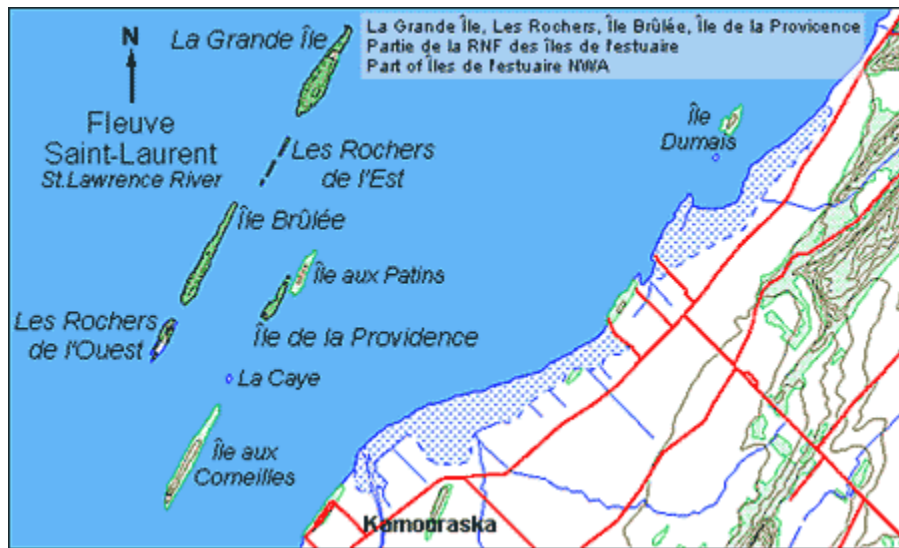 La Grande Île, Les Rochers, Île Brûlée, Île de la Providence
Partie de la RNF des îles de l'estuaire
Part of Îles de l'estuaire NWA
N
La Grande Île
Fleuve
Saint-Laurent
St.Lawrence River
Île
Dumais
Les Rochers
de l'Est
Île Brûlée
Île aux Patins
Les Rochers
de l'Ouest
Île de la Providence
La Caye
Île aux
Corneilles
Kamouraska